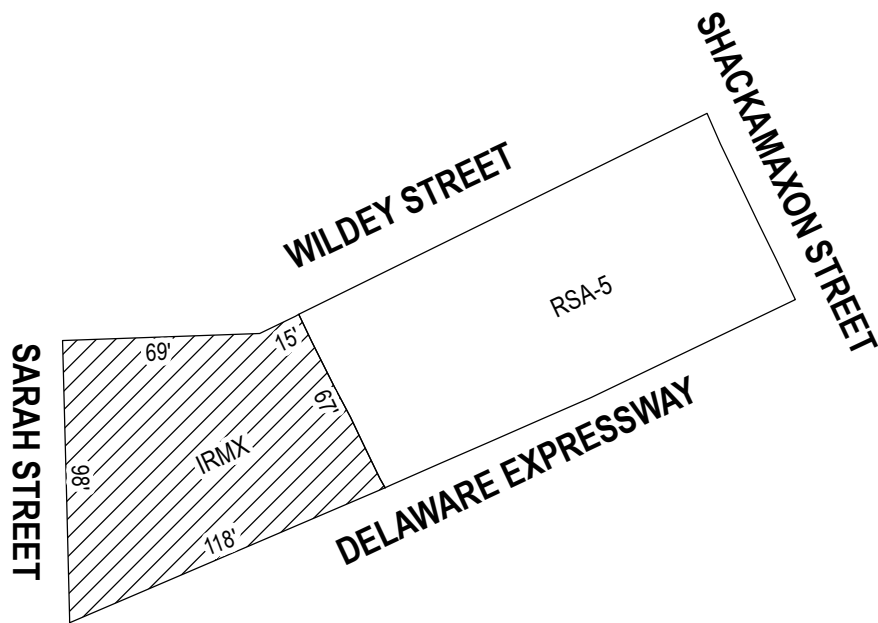 SHACKAMAXON STREET
WILDEY STREET
RSA-5
15'
69'
67'
SARAH STREET
IRMX
98'
118'
DELAWARE EXPRESSWAY